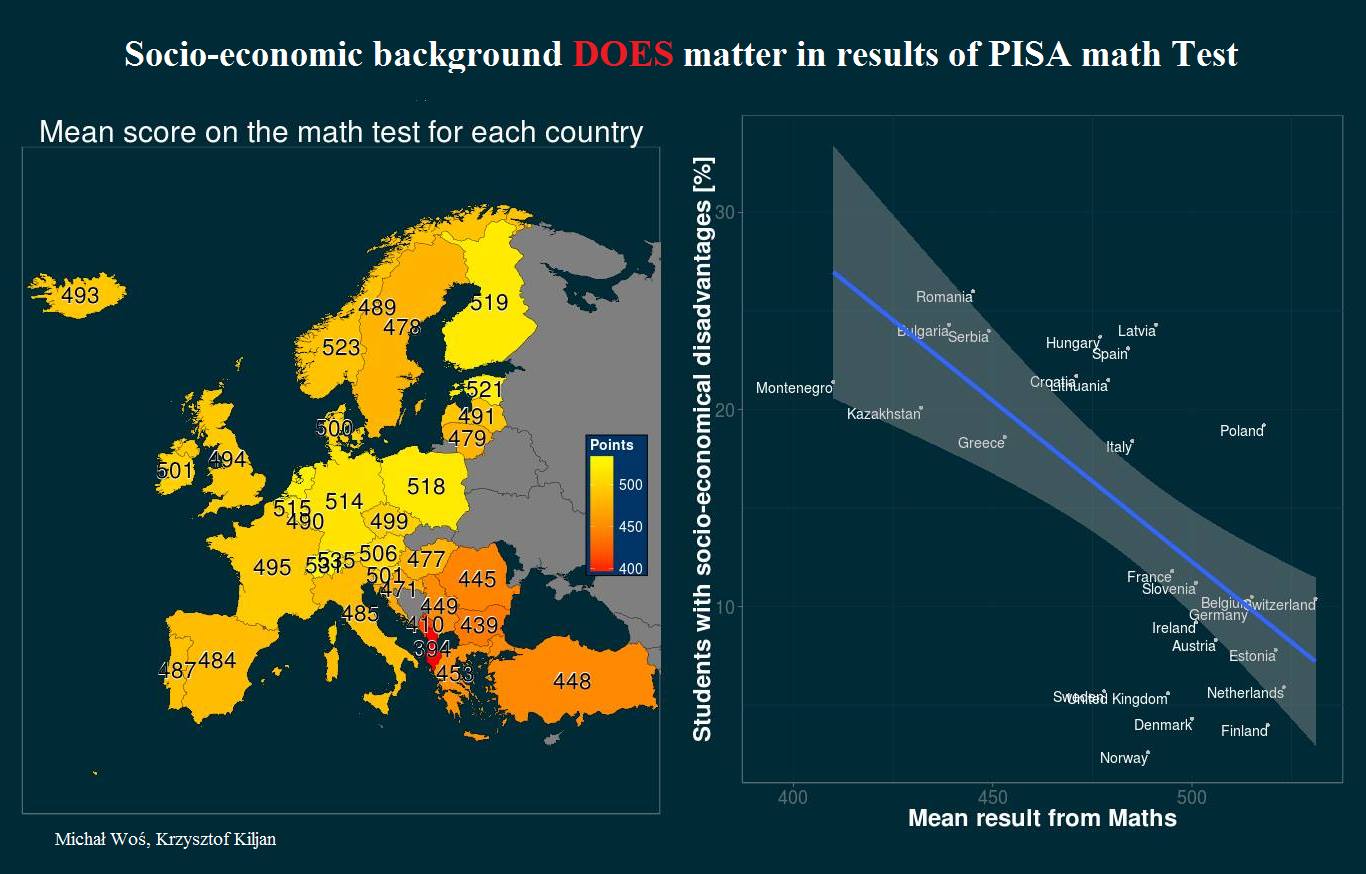 Socio-economic background DOES matter in results of PISA math Test
Mean score on the math test for each country
493
489
519
478
523
521
491
500
479
501
494
518
515
514
490
499
495
531
535
506
477
501
471
445
485
449
410
439
394
487
484
453
448
Points
500
450
400
Michał Woś, Krzysztof Kiljan
Students with socio-economical disadvantages [%]
30
20
10
Romania
Bulgaria
Serbia
Latvia
Hungary
Spain
Montenegro
Croatia
Lithuania
Kazakhstan
Greece
Italy
Poland
France
Slovenia
Belgium
Switzerland
Germany
Ireland
Austria
Estonia
Sweden
United Kingdom
Netherlands
Denmark
Finland
Norway
400
450
500
Mean result from Maths